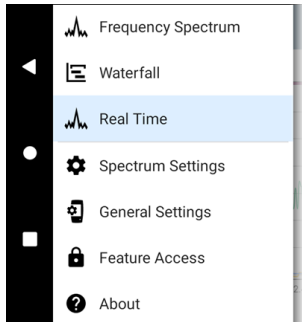 Frequency Spectrum
Waterfall
Real Time
Spectrum Settings
General Settings
Feature Access
About